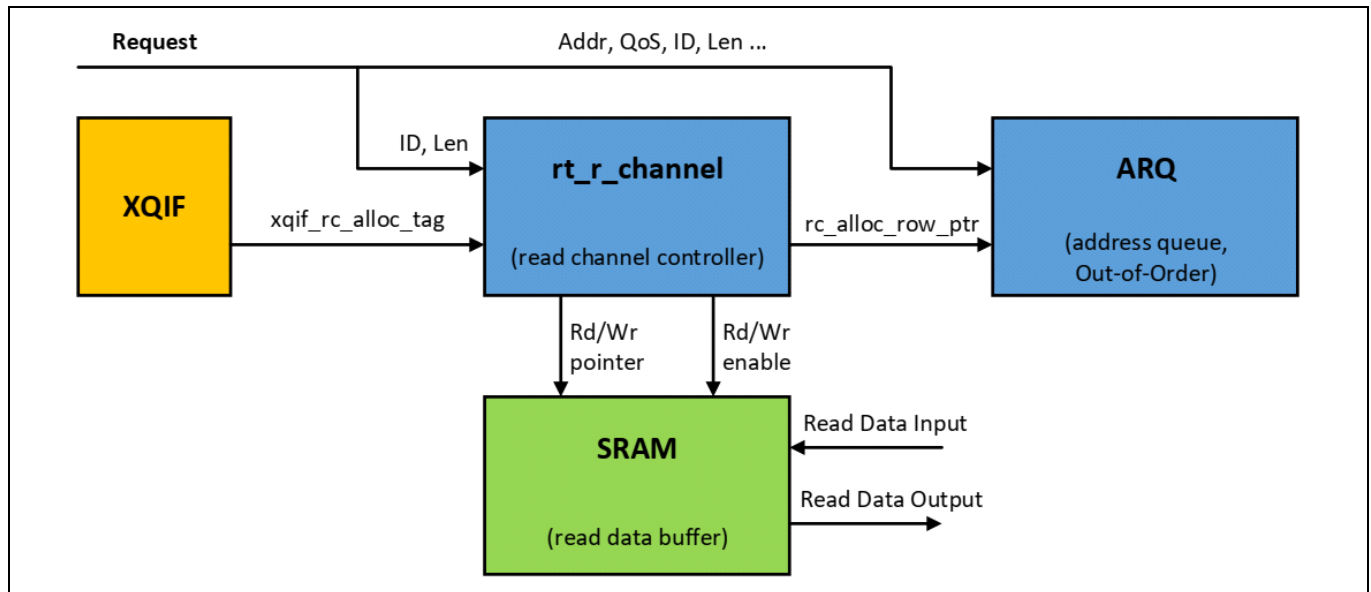 Request
Addr, QoS, ID, Len ...
ID, Len
XQIF
xqif_rc_alloc_tag
rt_r_channel
(read channel controller)
rc_alloc_row_ptr
ARQ
(address queue,
Out-of-Order)
Rd/Wr
pointer
Rd/Wr
enable
SRAM
(read data buffer)
Read Data Input
Read Data Output